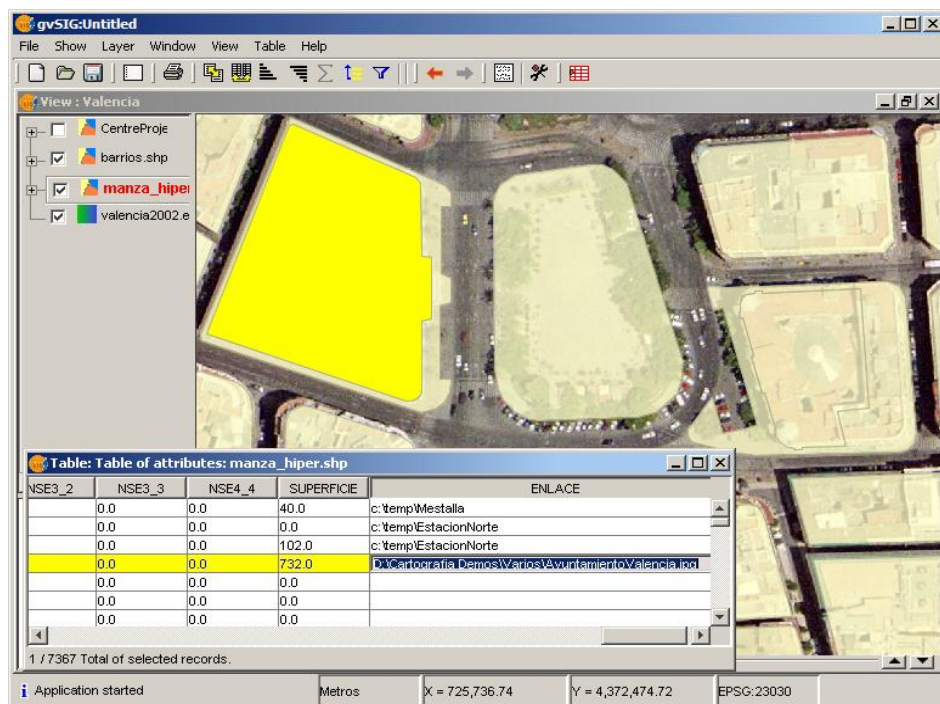 gvSIG:Untitled
File Show Layer Window View Table Help
View : Valencia
CentreProje
barrios.shp
manza_hiper
valencia2002.e
Table: Table of attributes: manza_hiper.shp
NSE3_2 NSE3_3 NSE4_4 SUPERFICIE ENLACE
0.0 0.0 40.0 c:\temp\Mestalla
0.0 0.0 0.0 c:\temp\EstacionNorte
0.0 0.0 102.0 c:\temp\EstacionNorte
0.0 0.0 732.0 D:\Cartografia Demos\Varios\AyuntamientoValencia.jpg
0.0 0.0 0.0
0.0 0.0 0.0
0.0 0.0 0.0
1 / 7367 Total of selected records.
Application started Metros X = 725,736.74 Y = 4,372,474.72 EPSG:23030